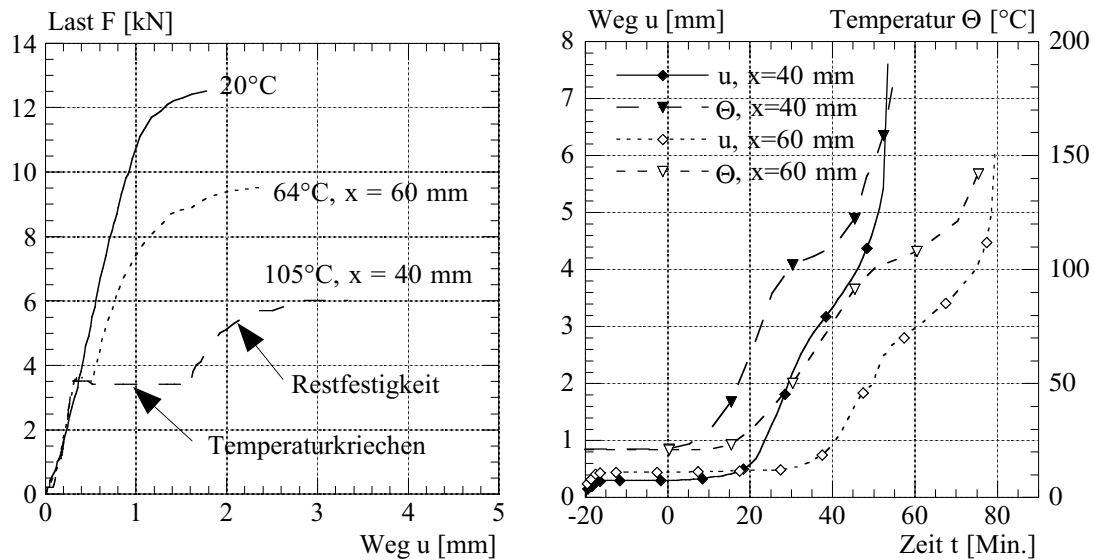 Last F [kN]
14
12
10
8
6
4
2
0
0
1
2
3
4
5
Weg u [mm]
20°C
64°C, x = 60 mm
105°C, x = 40 mm
Restfestigkeit
Temperaturkriechen
Weg u [mm]
Temperatur Θ [°C]
8
7
6
5
4
3
2
1
0
200
150
100
50
0
u, x=40 mm
Θ, x=40 mm
u, x=60 mm
Θ, x=60 mm
-20
0
20
40
60
80
Zeit t [Min.]